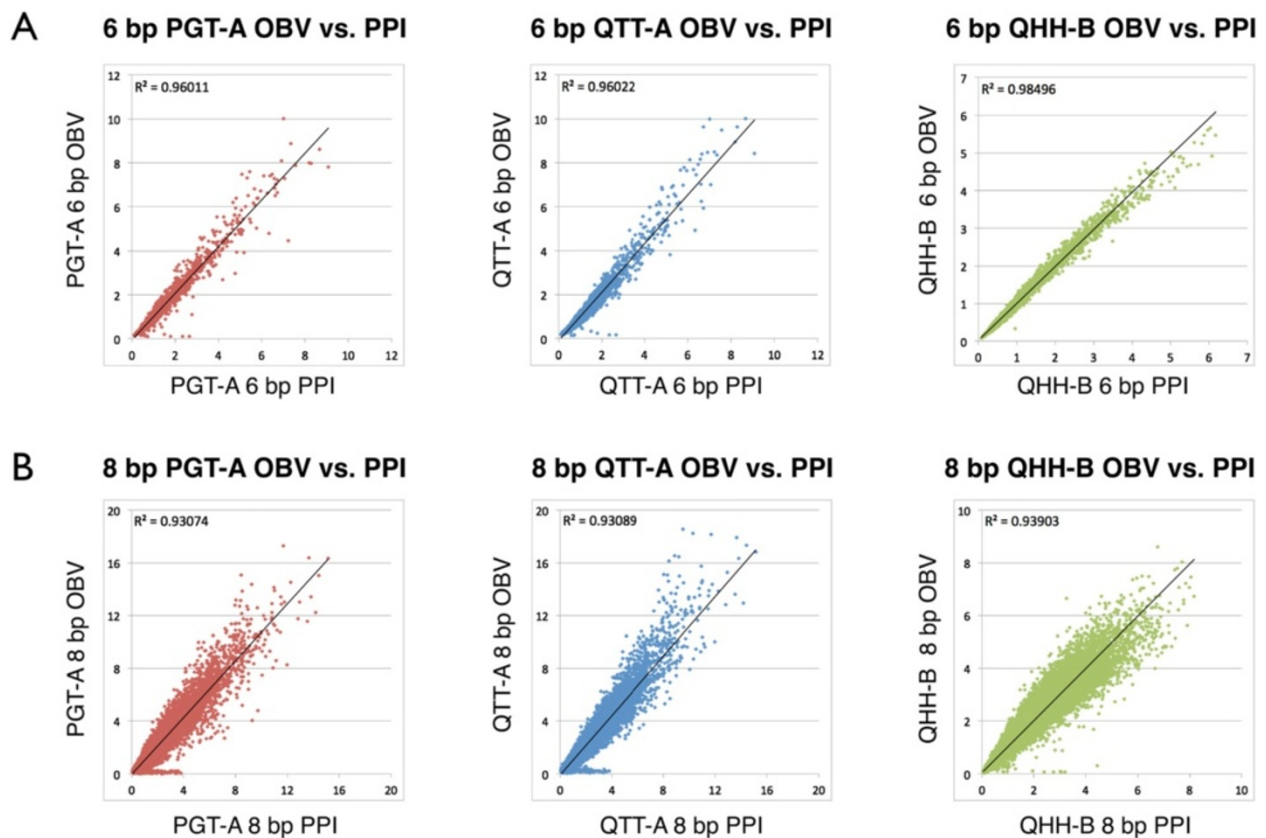 A
6 bp PGT-A OBV vs. PPI
6 bp QTT-A OBV vs. PPI
6 bp QHH-B OBV vs. PPI
R² = 0.96011
12
10
8
6
4
2
0
0 2 4 6 8 10 12
PGT-A 6 bp OBV
PGT-A 6 bp PPI
R² = 0.96022
12
10
8
6
4
2
0
0 2 4 6 8 10 12
QTT-A 6 bp OBV
QTT-A 6 bp PPI
R² = 0.98496
7
6
5
4
3
2
1
0
0 1 2 3 4 5 6 7
QHH-B 6 bp OBV
QHH-B 6 bp PPI
B
8 bp PGT-A OBV vs. PPI
8 bp QTT-A OBV vs. PPI
8 bp QHH-B OBV vs. PPI
R² = 0.93074
20
16
12
8
4
0
0 4 8 12 16 20
PGT-A 8 bp OBV
PGT-A 8 bp PPI
R² = 0.93089
20
16
12
8
4
0
0 4 8 12 16 20
QTT-A 8 bp OBV
QTT-A 8 bp PPI
R² = 0.93903
10
8
6
4
2
0
0 2 4 6 8 10
QHH-B 8 bp OBV
QHH-B 8 bp PPI